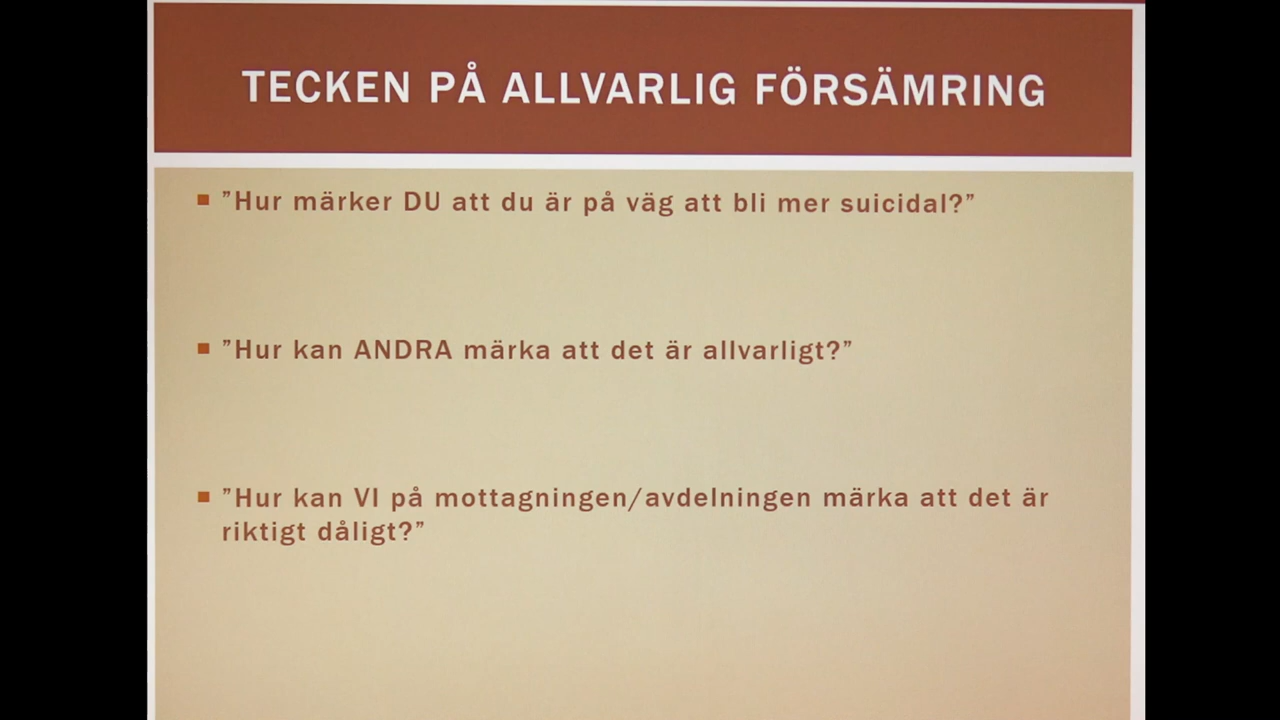 TECKEN PÅ ALLVARLIG FÖRSÄMRING
”Hur märker DU att du är på väg att bli mer suicidal?”
”Hur kan ANDRA märka att det är allvarligt?”
”Hur kan VI på mottagningen/avdelningen märka att det är
riktigt dåligt?”